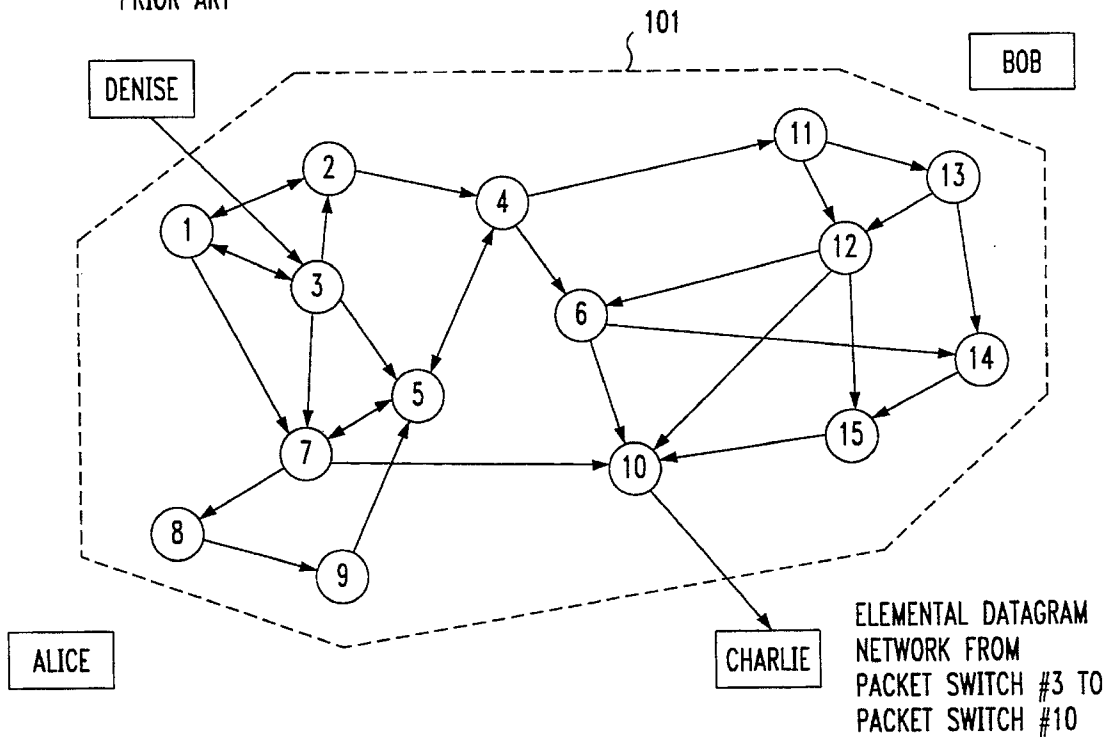 PRIOR ART
101
BOB
DENISE
11
2
13
4
1
12
3
6
14
5
15
7
10
8
9
ALICE
CHARLIE
ELEMENTAL DATAGRAM
NETWORK FROM
PACKET SWITCH #3 TO
PACKET SWITCH #10